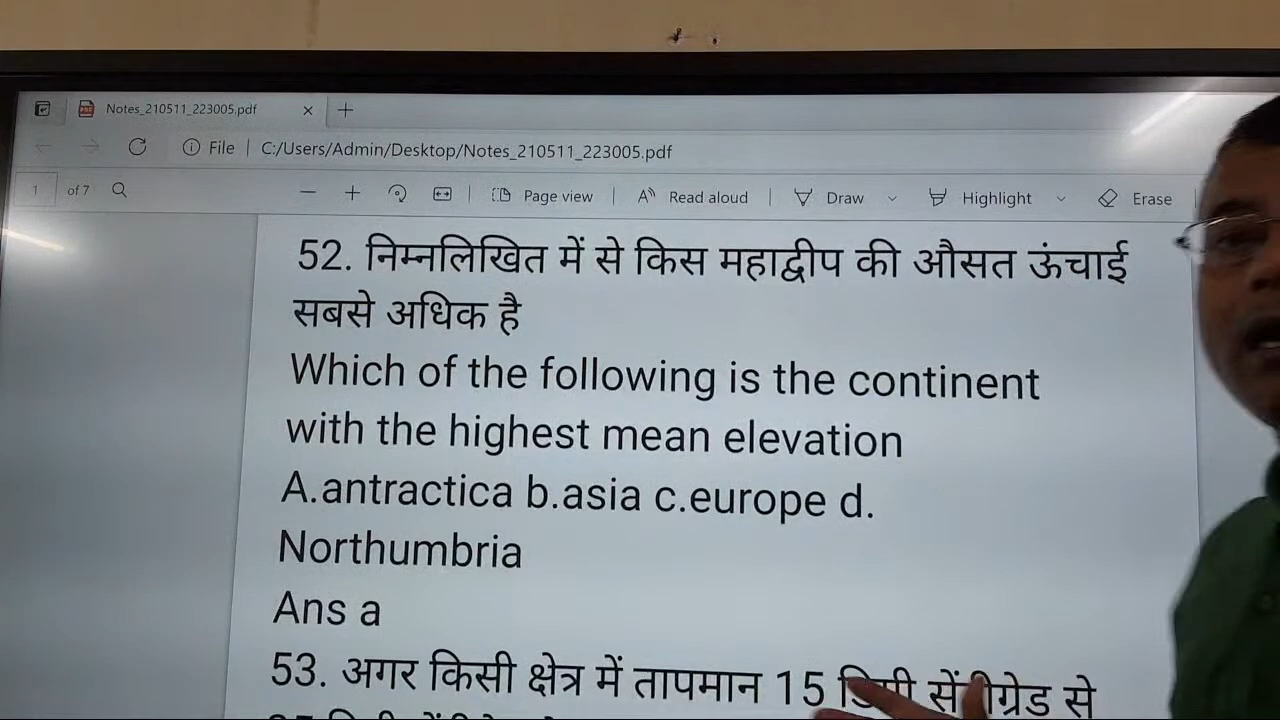 Notes_210511_223005.pdf
File | C:/Users/Admin/Desktop/Notes_210511_223005.pdf
1 of 7 Page view Read aloud Draw Highlight Erase
52. निम्नलिखित में से किस महाद्वीप की औसत ऊंचाई
सबसे अधिक है
Which of the following is the continent
with the highest mean elevation
A.antractica b.asia c.europe d.
Northumbria
Ans a
53. अगर किसी क्षेत्र में तापमान 15 से